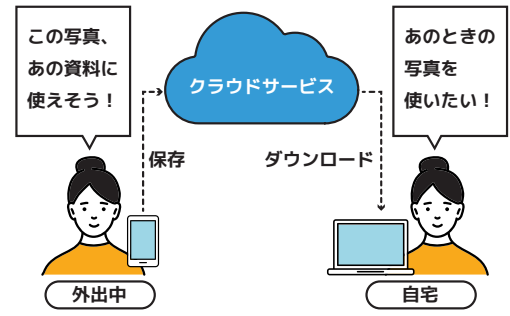 この写真、
あの資料に
使えそう！
クラウドサービス
あのときの
写真を
使いたい！
保存
ダウンロード
外出中
自宅